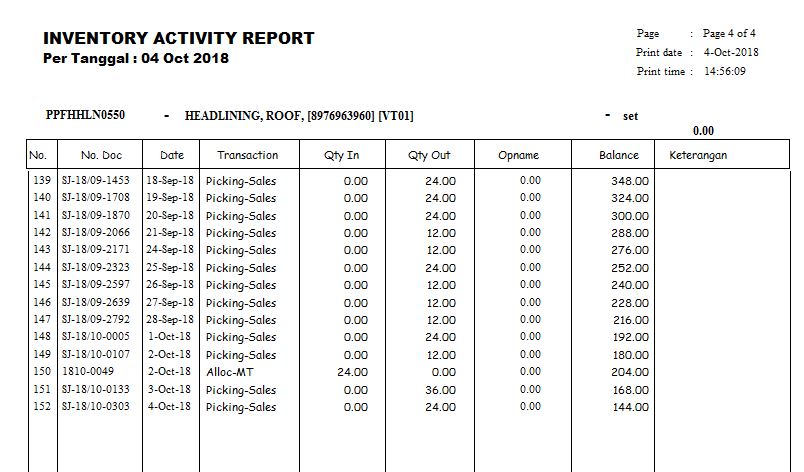 INVENTORY ACTIVITY REPORT
Per Tanggal : 04 Oct 2018
Page : Page 4 of 4
Print date : 4-Oct-2018
Print time : 14:56:09
PPFHHLN0550 - HEADLINING, ROOF, [8976963960] [VT01] - set
0.00
No. No. Doc Date Transaction Qty In Qty Out Opname Balance Keterangan
139 SJ-18/09-1453 18-Sep-18 Picking-Sales 0.00 24.00 0.00 348.00
140 SJ-18/09-1708 19-Sep-18 Picking-Sales 0.00 24.00 0.00 324.00
141 SJ-18/09-1870 20-Sep-18 Picking-Sales 0.00 24.00 0.00 300.00
142 SJ-18/09-2066 21-Sep-18 Picking-Sales 0.00 12.00 0.00 288.00
143 SJ-18/09-2171 24-Sep-18 Picking-Sales 0.00 12.00 0.00 276.00
144 SJ-18/09-2323 25-Sep-18 Picking-Sales 0.00 24.00 0.00 252.00
145 SJ-18/09-2597 26-Sep-18 Picking-Sales 0.00 12.00 0.00 240.00
146 SJ-18/09-2639 27-Sep-18 Picking-Sales 0.00 12.00 0.00 228.00
147 SJ-18/09-2792 28-Sep-18 Picking-Sales 0.00 12.00 0.00 216.00
148 SJ-18/10-0005 1-Oct-18 Picking-Sales 0.00 24.00 0.00 192.00
149 SJ-18/10-0107 2-Oct-18 Picking-Sales 0.00 12.00 0.00 180.00
150 1810-0049 2-Oct-18 Alloc-MT 24.00 0.00 0.00 204.00
151 SJ-18/10-0133 3-Oct-18 Picking-Sales 0.00 36.00 0.00 168.00
152 SJ-18/10-0303 4-Oct-18 Picking-Sales 0.00 24.00 0.00 144.00